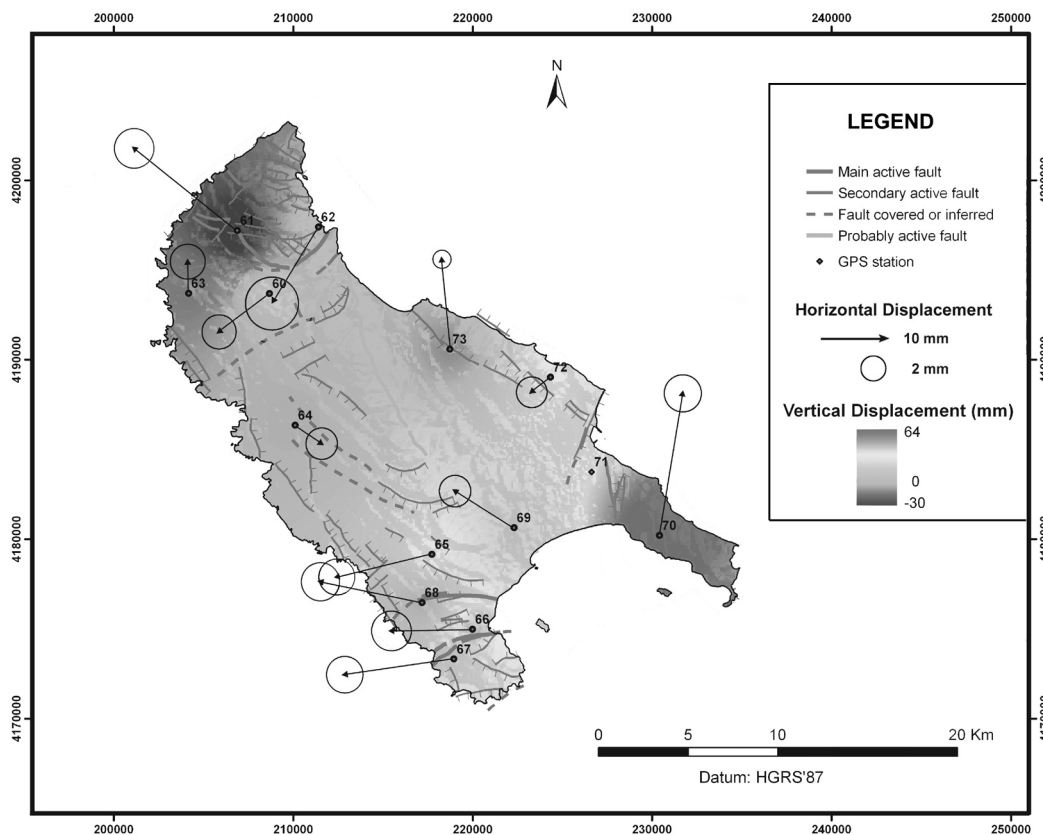 200000 210000 220000 230000 240000 250000
N
LEGEND
Main active fault
Secondary active fault
Fault covered or inferred
Probably active fault
GPS station
Horizontal Displacement
10 mm
2 mm
Vertical Displacement (mm)
64
0
-30
4200000
4190000
4180000
4170000
61
62
63
60
73
72
64
71
69
70
65
68
66
67
0 5 10 20 Km
Datum: HGRS'87
200000 210000 220000 230000 240000 250000